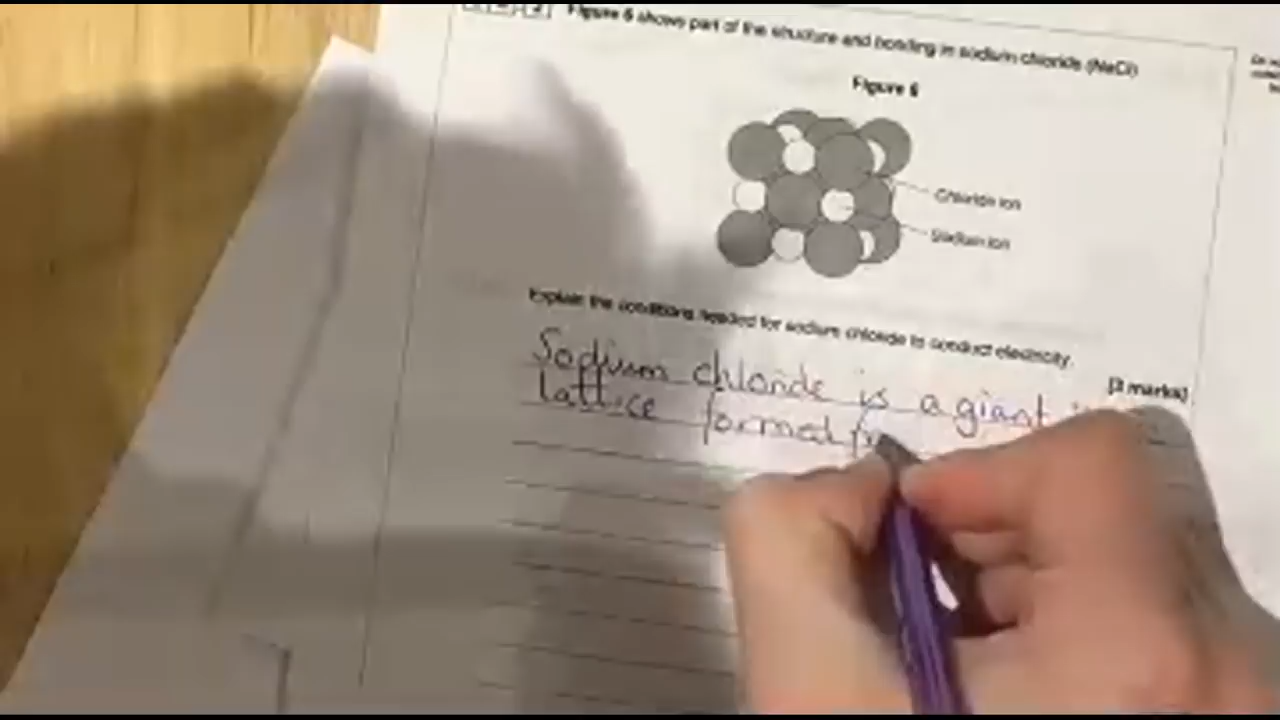 Figure 6 shows part of the structure and bonding in sodium chloride (NaCl)
Figure 6
Chloride ion
Sodium ion
Explain the conditions needed for sodium chloride to conduct electricity.
[3 marks]
Sodium chloride is a giant
lattice formed